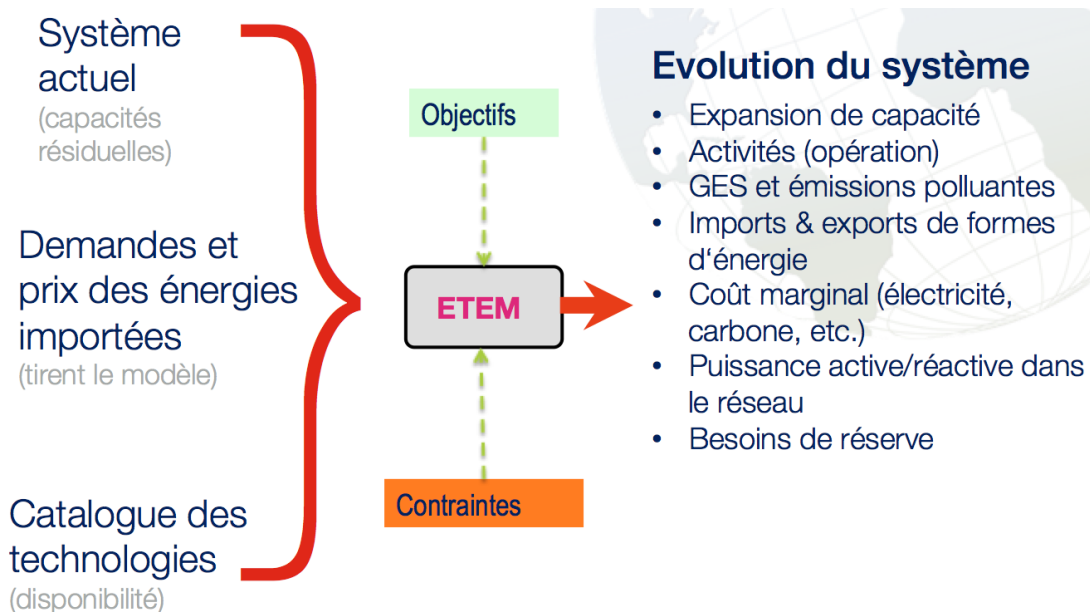 Système
actuel
(capacités
résiduelles)
Demandes et
prix des énergies
importées
(tirent le modèle)
Catalogue des
technologies
(disponibilité)
Objectifs
ETEM
Contraintes
Evolution du système
• Expansion de capacité
• Activités (opération)
• GES et émissions polluantes
• Imports & exports de formes
d‘énergie
• Coût marginal (électricité,
carbone, etc.)
• Puissance active/réactive dans
le réseau
• Besoins de réserve